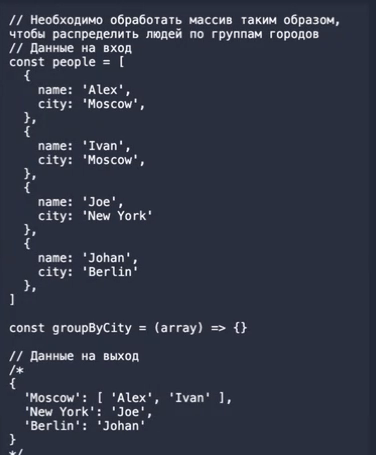 // Необходимо обработать массив таким образом,
чтобы распределить людей по группам городов
// Данные на вход
const people = [
  {
    name: 'Alex',
    city: 'Moscow',
  },
  {
    name: 'Ivan',
    city: 'Moscow',
  },
  {
    name: 'Joe',
    city: 'New York'
  },
  {
    name: 'Johan',
    city: 'Berlin'
  },
]

const groupByCity = (array) => {}

// Данные на выход
/*
{
  'Moscow': [ 'Alex', 'Ivan' ],
  'New York': 'Joe',
  'Berlin': 'Johan'
}
*/